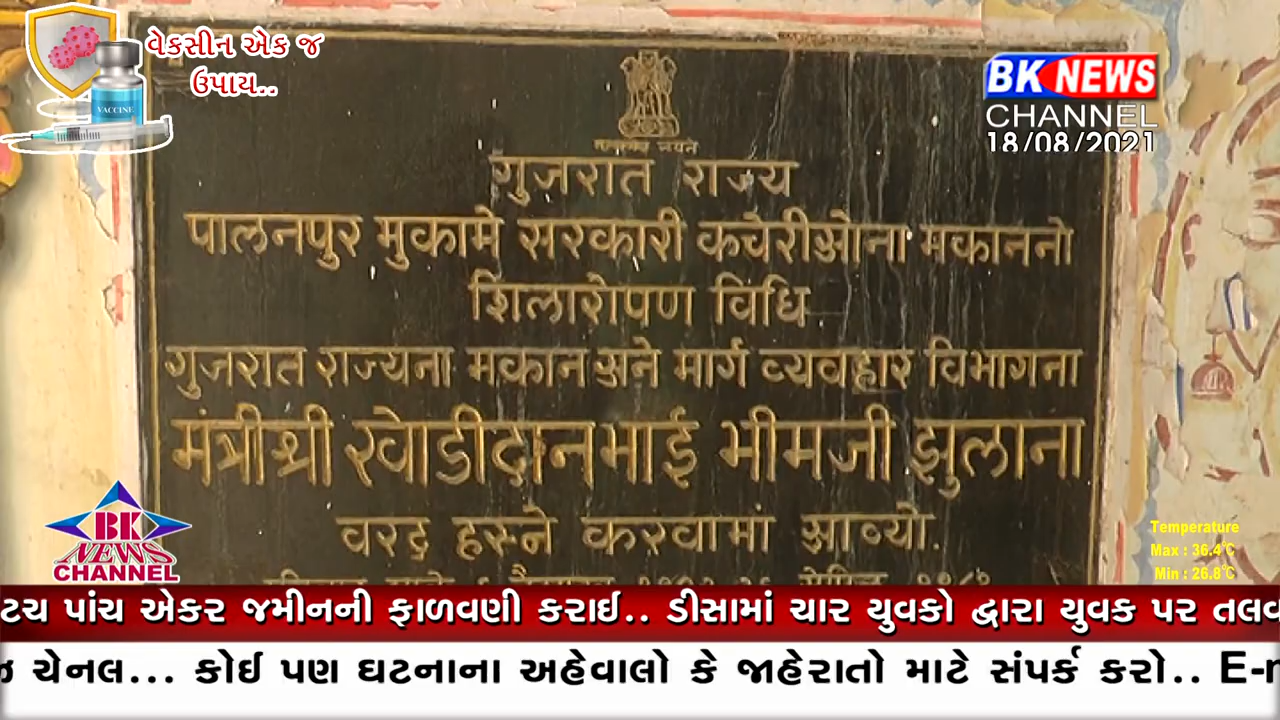 વેકસીન એક જ
ઉપાય..
VACCINE
BK NEWS
CHANNEL
18/08/2021
ગુજરાત રાજ્ય
પાલનપુર મુકામે સરકારી કચેરીઓના મકાનનો
શિલારોપણ વિધિ
ગુજરાત રાજ્યના મકાન અને માર્ગ વ્યવહાર વિભાગના
મંત્રીશ્રી ખોડીદાનભાઈ ભીમજી ઝુલાના
વરદ હસ્તે કરવામાં આવ્યો.
BK
NEWS
CHANNEL
Temperature
Max : 36.4℃
Min : 26.8℃
ટચ પાંચ એકર જમીનની ફાળવણી કરાઈ.. ડીસામાં ચાર યુવકો દ્વારા યુવક પર
ચેનલ... કોઈ પણ ઘટનાના અહેવાલો કે જાહેરાતો માટે સંપર્ક કરો..